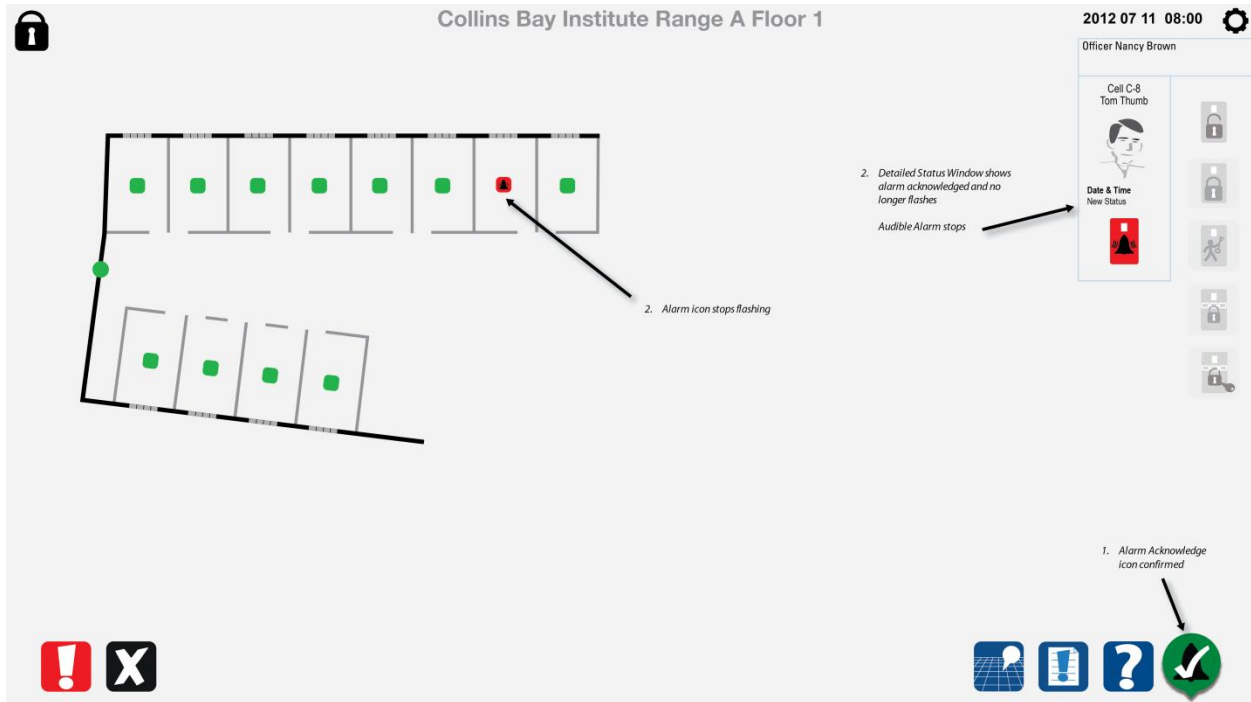 Collins Bay Institute Range A Floor 1
2012 07 11 08:00
Officer Nancy Brown
Cell C-8
Tom Thumb
2. Detailed Status Window shows
alarm acknowledged and no
longer flashes
Audible Alarm stops
Date & Time
New Status
2. Alarm icon stops flashing
1. Alarm Acknowledge
icon confirmed